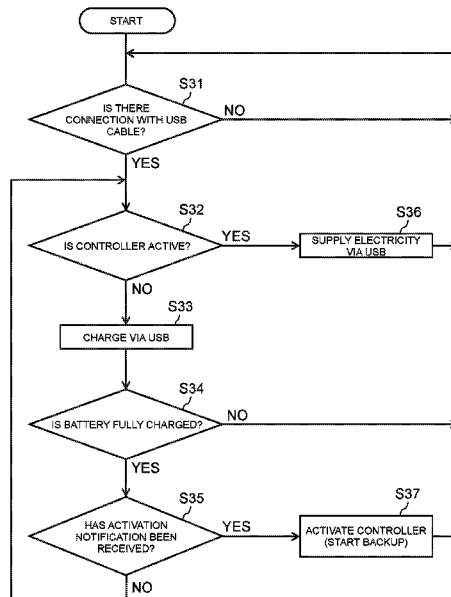 START
S31
IS THERE
CONNECTION WITH USB
CABLE?
NO
YES
S32
IS CONTROLLER ACTIVE?
YES
S36
SUPPLY ELECTRICITY
VIA USB
NO
S33
CHARGE VIA USB
S34
IS BATTERY FULLY CHARGED?
NO
YES
S35
HAS ACTIVATION
NOTIFICATION BEEN
RECEIVED?
YES
S37
ACTIVATE CONTROLLER
(START BACKUP)
NO